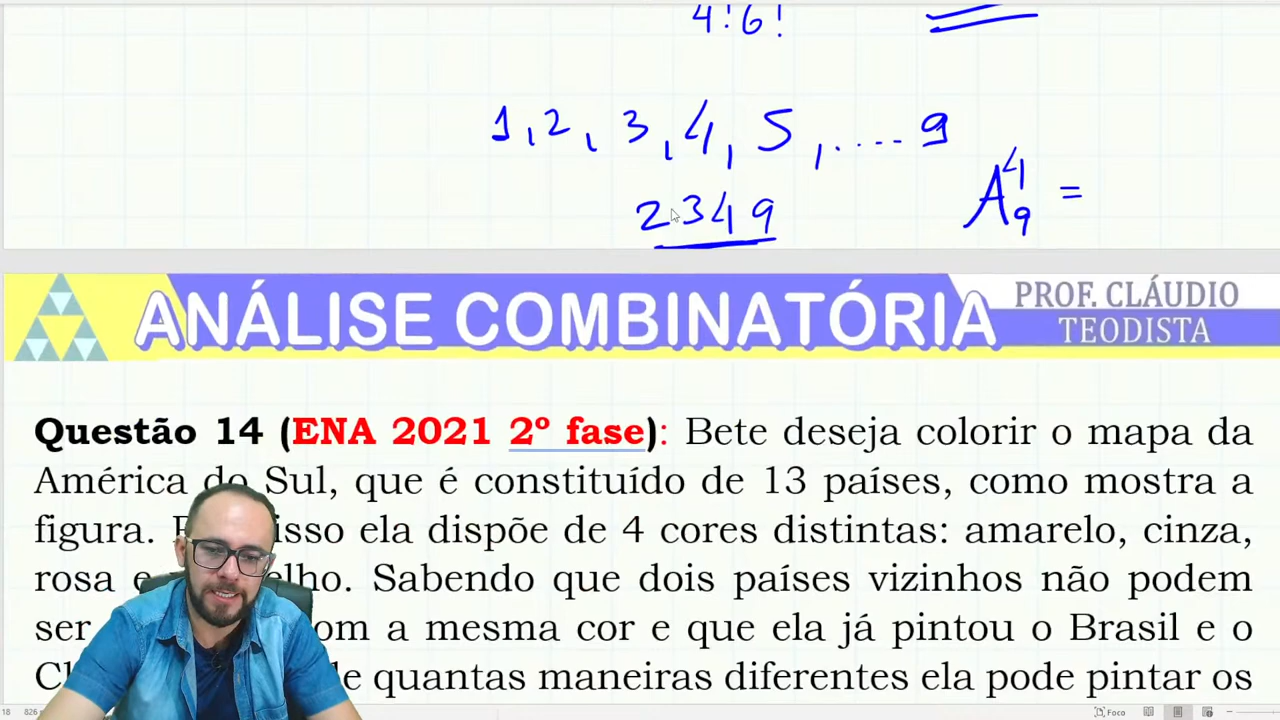 4!6!
1, 2, 3, 4, 5, .... 9
2349
A⁴₉ =
ANÁLISE COMBINATÓRIA
PROF. CLÁUDIO
TEODISTA
Questão 14 (ENA 2021 2º fase): Bete deseja colorir o mapa da
América do Sul, que é constituído de 13 países, como mostra a
figura. isso ela dispõe de 4 cores distintas: amarelo, cinza,
rosa e elho. Sabendo que dois países vizinhos não podem
ser om a mesma cor e que ela já pintou o Brasil e o
de quantas maneiras diferentes ela pode pintar os
18
Foco